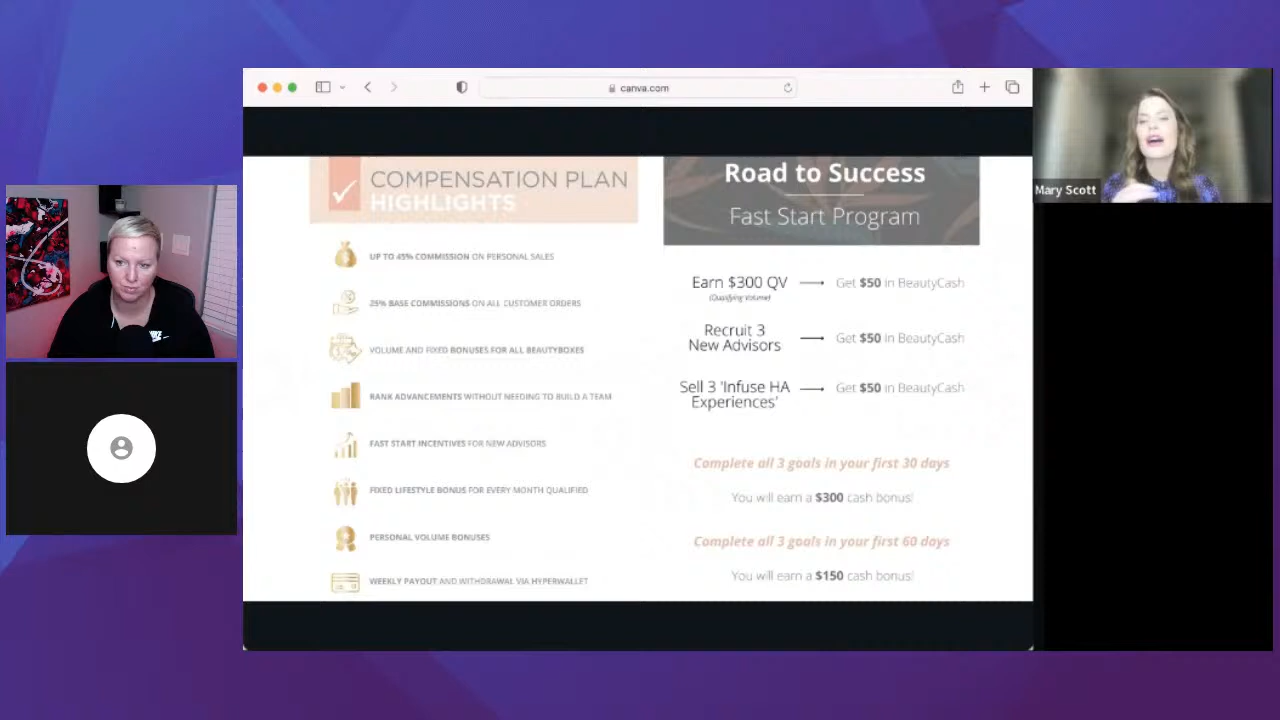 canva.com
COMPENSATION PLAN
HIGHLIGHTS
UP TO 45% COMMISSION ON PERSONAL SALES
25% BASE COMMISSIONS ON ALL CUSTOMER ORDERS
VOLUME AND FIXED BONUSES FOR ALL BEAUTYBOXES
RANK ADVANCEMENTS WITHOUT NEEDING TO BUILD A TEAM
FAST START INCENTIVES FOR NEW ADVISORS
FIXED LIFESTYLE BONUS FOR EVERY MONTH QUALIFIED
PERSONAL VOLUME BONUSES
WEEKLY PAYOUT AND WITHDRAWAL VIA HYPERWALLET
Road to Success
Fast Start Program
Earn $300 QV Get $50 in BeautyCash
(Qualifying Volume)
Recruit 3
New Advisors Get $50 in BeautyCash
Sell 3 'Infuse HA
Experiences' Get $50 in BeautyCash
Complete all 3 goals in your first 30 days
You will earn a $300 cash bonus!
Complete all 3 goals in your first 60 days
You will earn a $150 cash bonus!
Mary Scott